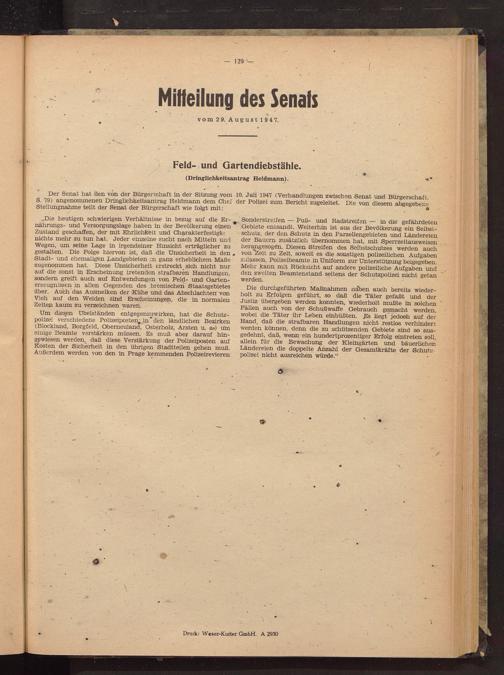 — 129 —
Mitteilung des Senats
vom 29. August 1947.
Feld- und Gartendiebstähle.
(Dringlichkeitsantrag Heldmann).
Der Senat hat den von der Bürgerschaft in der Sitzung vom 10. Juli 1947 (Verhandlungen zwischen Senat und Bürgerschaft,
S. 79) angenommenen Dringlichkeitsantrag Heldmann dem Chef der Polizei zum Bericht zugeleitet. Die von diesem abgegebene
Stellungnahme teilt der Senat der Bürgerschaft wie folgt mit:
„Die heutigen schwierigen Verhältnisse in bezug auf die Er-
nährungs- und Versorgungslage haben in der Bevölkerung einen
Zustand geschaffen, der mit Ehrlichkeit und Charakterfestigk-
nichts mehr zu tun hat. Jeder einzelne sucht nach Mitteln und
Wegen, um seine Lage in irgendeiner Hinsicht erträglicher zu
gestalten. Die Folge hiervon ist, daß die Unsicherheit in den
Stadt- und ehemaligen Landgebieten in ganz erheblichem Maße
zugenommen hat. Diese Unsicherheit erstreckt sich nicht nur
auf die sonst in Erscheinung tretenden strafbaren Handlungen,
sondern greift auch auf Entwendungen von Feld- und Garten-
erzeugnissen in allen Gegenden des bremischen Staatsgebietes
über. Auch das Ausmelken der Kühe und das Abschlachten von
Vieh auf den Weiden sind Erscheinungen, die in normalen
Zeiten kaum zu verzeichnen waren.
Um diesen Übelständen entgegenzuwirken, hat die Schutz-
polizei verschiedene Polizeiposten in den ländlichen Bezirken
(Blockland, Borgfeld, Oberneuland, Osterholz, Arsten u. a.) um
einige Beamte verstärken müssen. Es muß aber darauf hin-
gewiesen werden, daß diese Verstärkung der Polizeiposten auf
Kosten der Sicherheit in den übrigen Stadtteilen gehen muß.
Außerdem werden von den in Frage kommenden Polizeirevieren
Sonderstreifen — Fuß- und Radstreifen — in die gefährdeten
Gebiete entsandt. Weiterhin ist aus der Bevölkerung ein Selbst-
schutz, der den Schutz in den Parzellengebieten und Ländereien
der Bauern zusätzlich übernommen hat, mit Sperrzeitausweisen
herausgezogen. Diesen Streifen des Selbstschutzes werden auch
von Zeit zu Zeit, soweit es die sonstigen polizeilichen Aufgaben
zulassen, Polizeibeamte in Uniform zur Unterstützung beigegeben.
Mehr kann mit Rücksicht auf andere polizeiliche Aufgaben und
den zweiten Beamtenstand seitens der Schutzpolizei nicht getan
werden.
Die durchgeführten Maßnahmen haben auch bereits wieder-
holt zu Erfolgen geführt, so daß die Täter gefaßt und der
Justiz übergeben werden konnten, wiederholt mußte in solchen
Fällen auch von der Schußwaffe Gebrauch gemacht werden,
wobei die Täter ihr Leben einbüßten. Es liegt jedoch auf der
Hand, daß die strafbaren Handlungen nicht restlos verhindert
werden können, denn die zu schützenden Gebiete sind so aus-
gedehnt, daß, wenn ein hundertprozentiger Erfolg eintreten soll,
allein für die Bewachung der Kleingärten und bäuerlichen
Ländereien die doppelte Anzahl der Gesamtkräfte der Schutz-
polizei nicht ausreichen würde.“
Druck: Weser-Kurier GmbH. A 2930